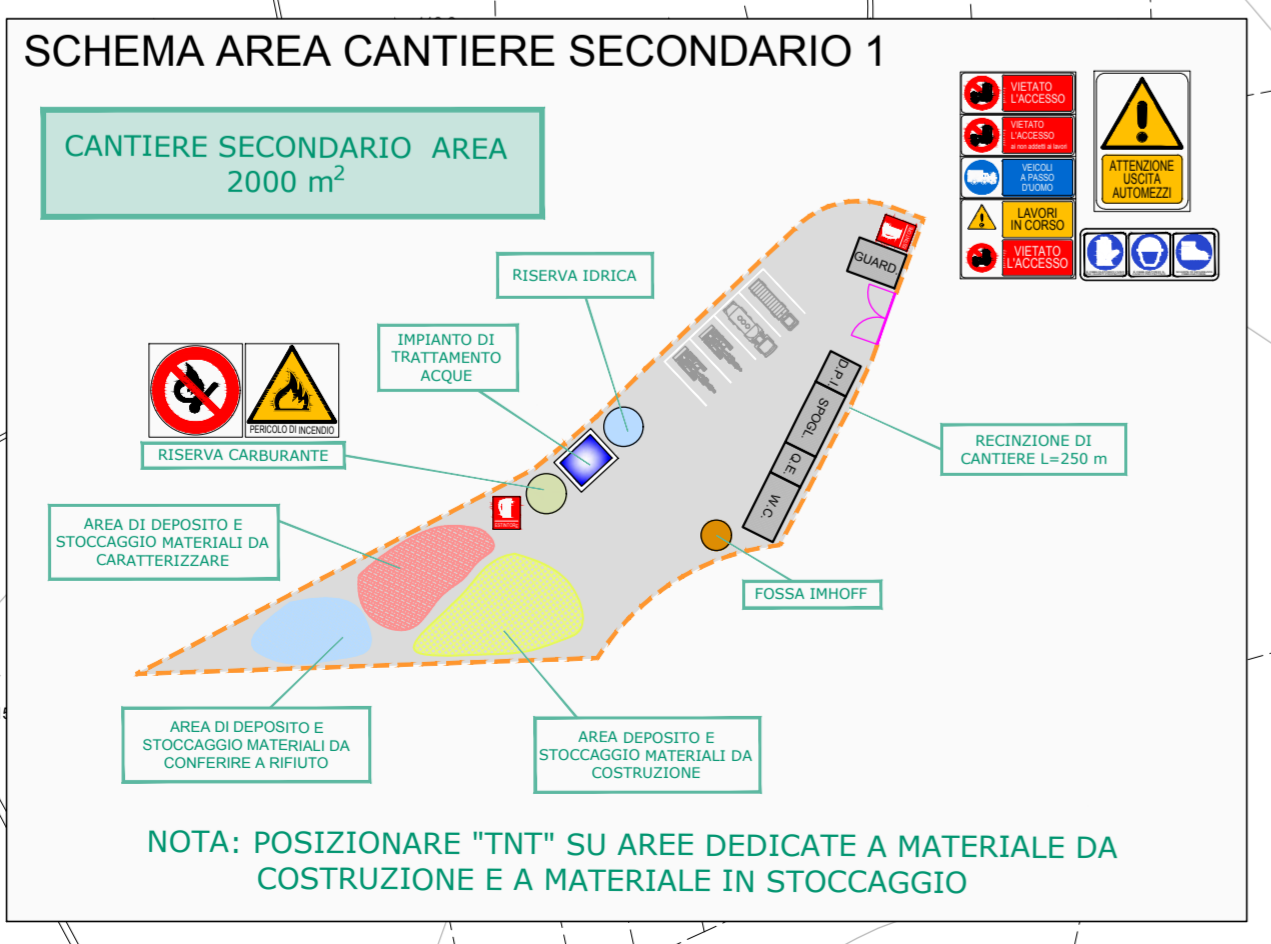 SCHEMA AREA CANTIERE SECONDARIO 1
CANTIERE SECONDARIO AREA
2000 m²
VIETATO
L'ACCESSO
VIETATO
L'ACCESSO
ai non addetti ai lavori
VEICOLI
A PASSO
D'UOMO
LAVORI
IN CORSO
VIETATO
L'ACCESSO
ATTENZIONE
USCITA
AUTOMEZZI
GUARD.
RISERVA IDRICA
IMPIANTO DI
TRATTAMENTO
ACQUE
PERICOLO DI INCENDIO
RISERVA CARBURANTE
D.P.I.
SPOGL.
Q.E.
W.C.
RECINZIONE DI
CANTIERE L=250 m
ESTINTORE
AREA DI DEPOSITO E
STOCCAGGIO MATERIALI DA
CARATTERIZZARE
FOSSA IMHOFF
AREA DI DEPOSITO E
STOCCAGGIO MATERIALI DA
CONFERIRE A RIFIUTO
AREA DEPOSITO E
STOCCAGGIO MATERIALI DA
COSTRUZIONE
NOTA: POSIZIONARE "TNT" SU AREE DEDICATE A MATERIALE DA
COSTRUZIONE E A MATERIALE IN STOCCAGGIO